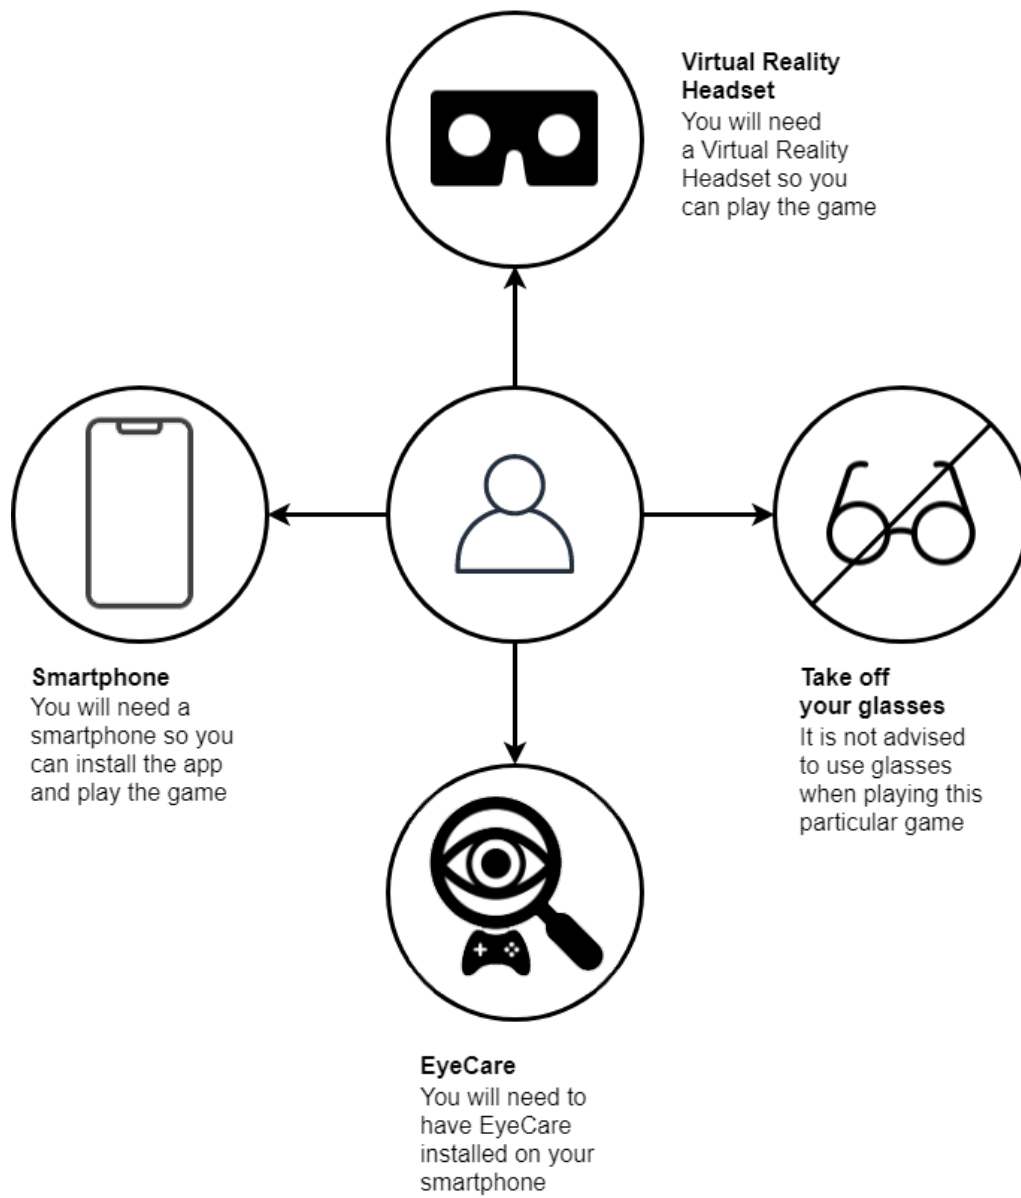 Virtual Reality
Headset
You will need
a Virtual Reality
Headset so you
can play the game
Smartphone
You will need a
smartphone so you
can install the app
and play the game
Take off
your glasses
It is not advised
to use glasses
when playing this
particular game
EyeCare
You will need to
have EyeCare
installed on your
smartphone